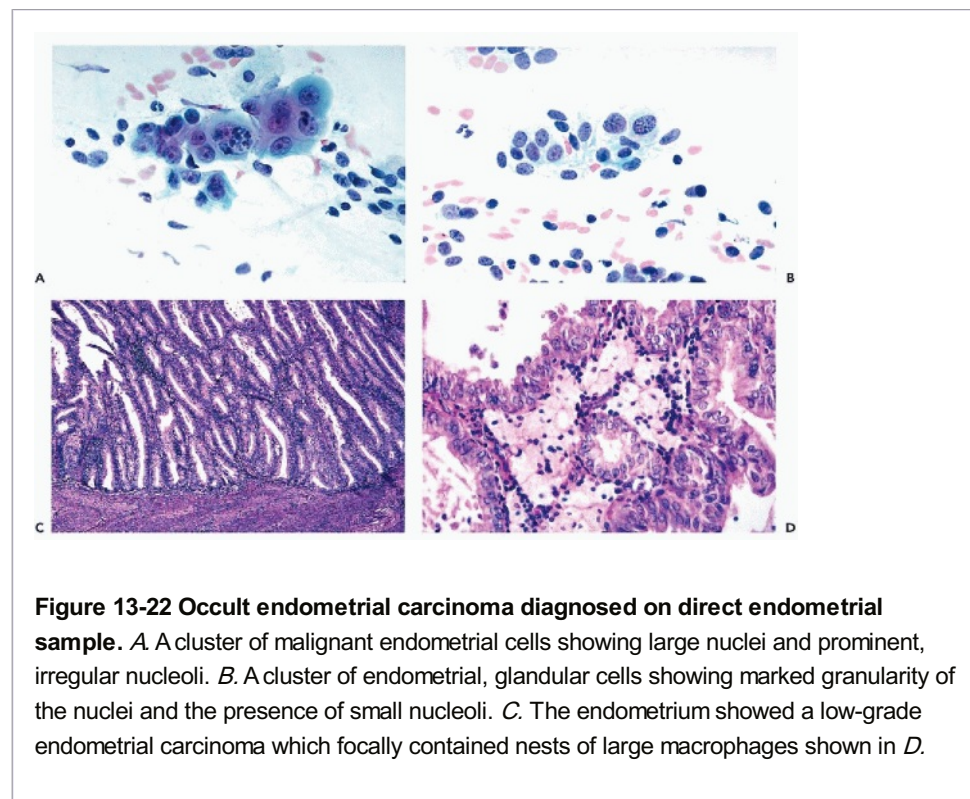 A
B
C
D
Figure 13-22 Occult endometrial carcinoma diagnosed on direct endometrial
sample. A. A cluster of malignant endometrial cells showing large nuclei and prominent,
irregular nucleoli. B. A cluster of endometrial, glandular cells showing marked granularity of
the nuclei and the presence of small nucleoli. C. The endometrium showed a low-grade
endometrial carcinoma which focally contained nests of large macrophages shown in D.